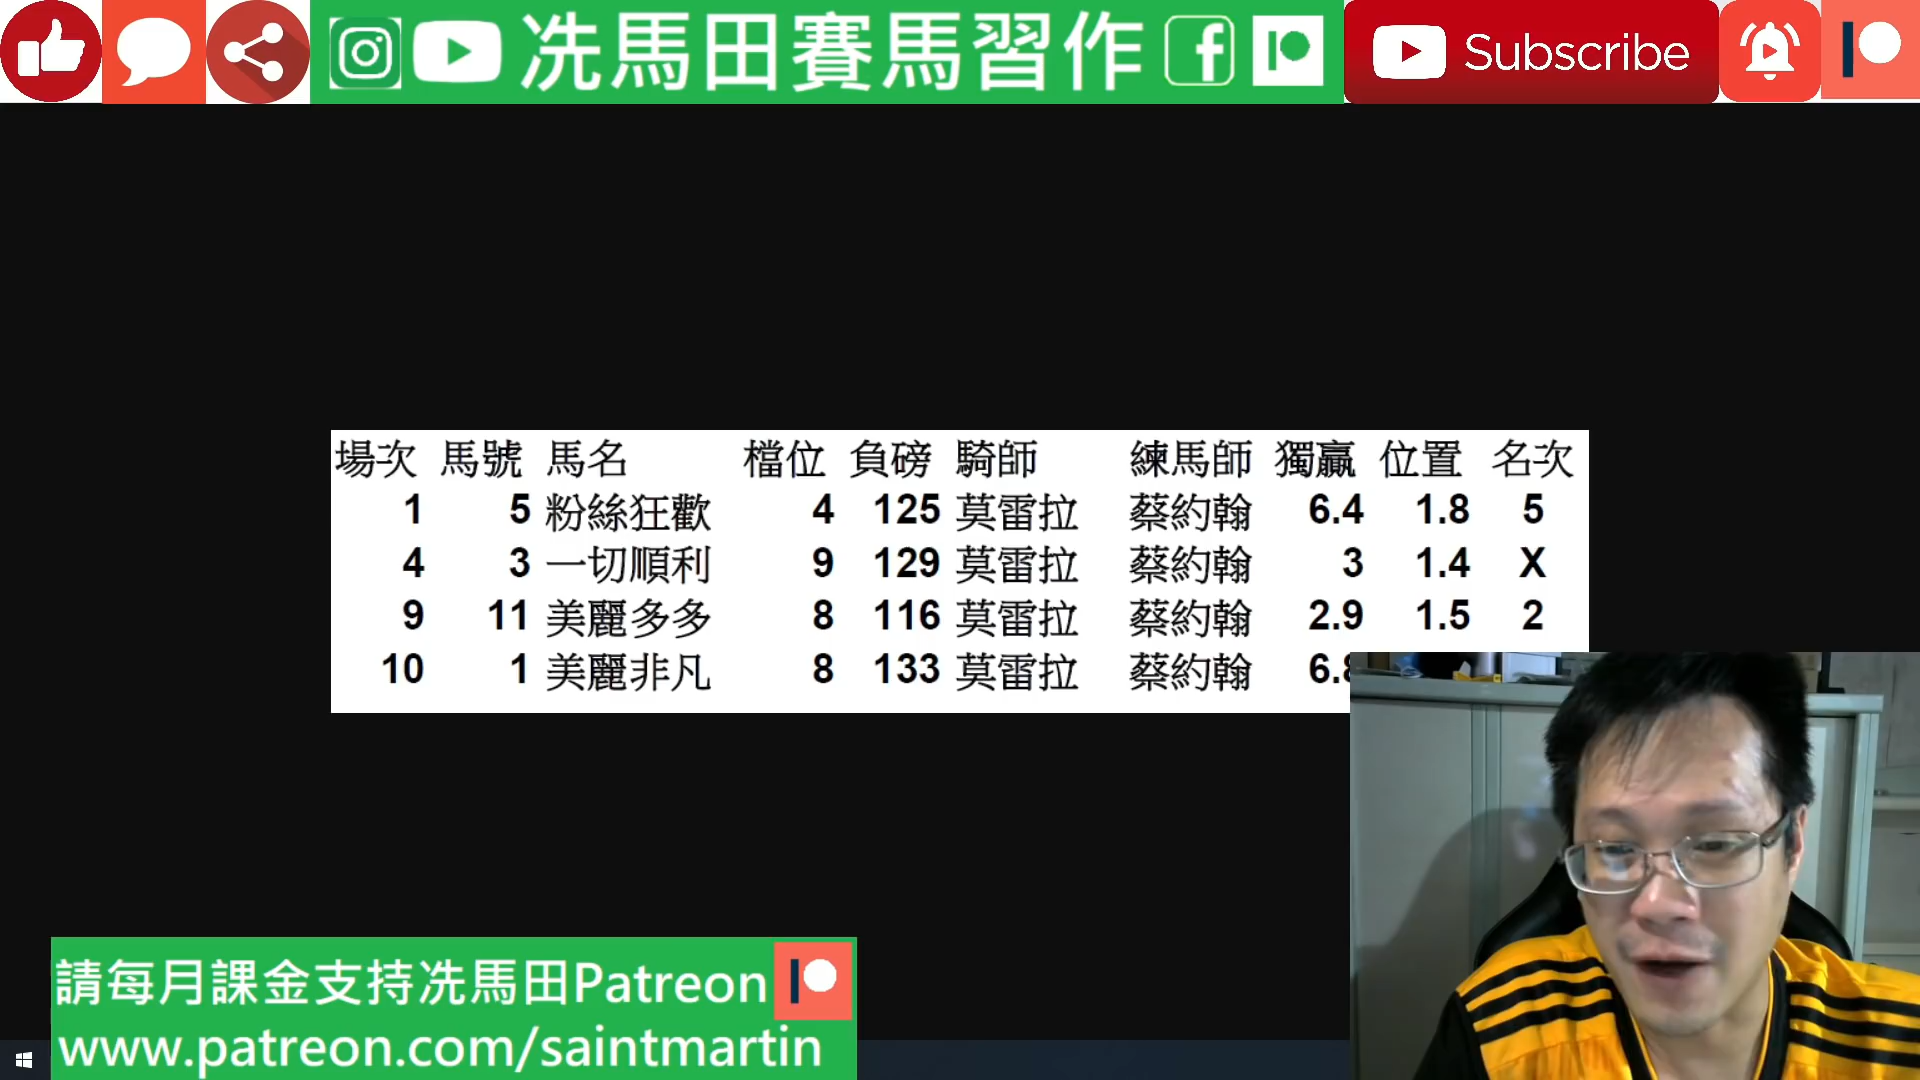 冼馬田賽馬習作
Subscribe
場次 馬號 馬名 檔位 負磅 騎師 練馬師 獨贏 位置 名次
1 5 粉絲狂歡 4 125 莫雷拉 蔡約翰 6.4 1.8 5
4 3 一切順利 9 129 莫雷拉 蔡約翰 3 1.4 X
9 11 美麗多多 8 116 莫雷拉 蔡約翰 2.9 1.5 2
10 1 美麗非凡 8 133 莫雷拉 蔡約翰
請每月課金支持冼馬田Patreon
www.patreon.com/saintmartin